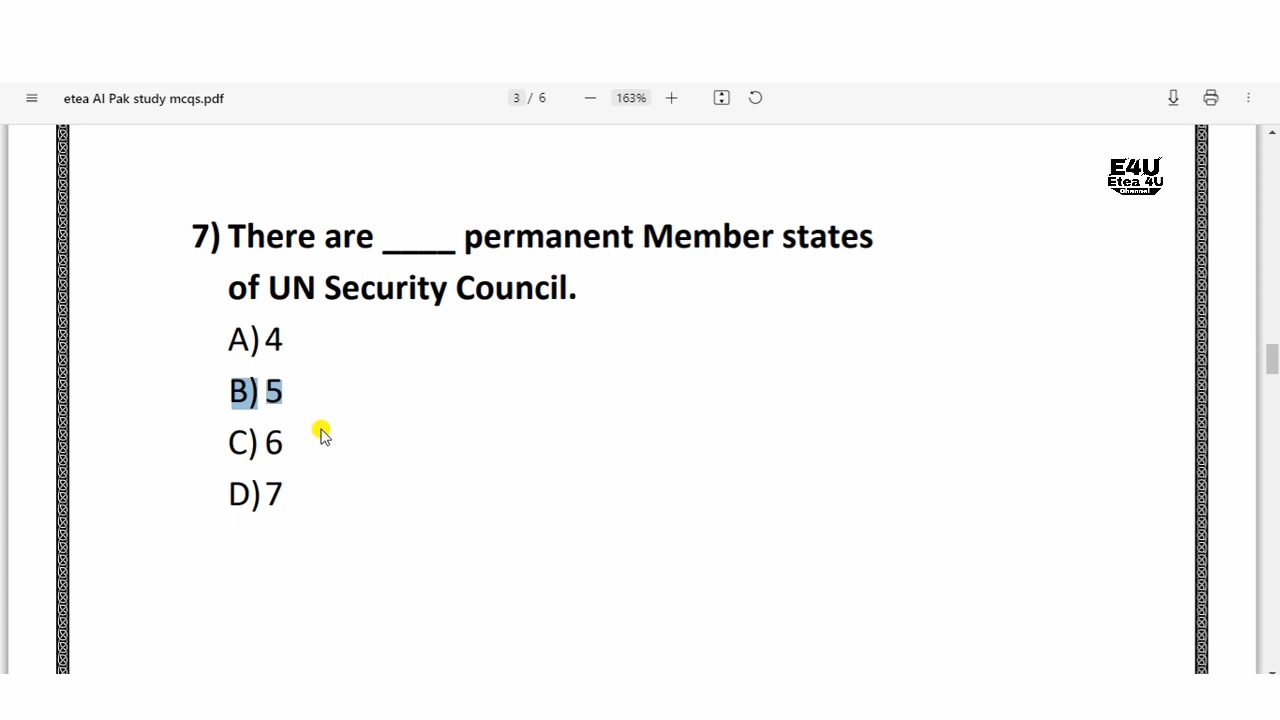 etea AI Pak study mcqs.pdf
3 / 6
163%
E4U
Etea 4U
Channel
7) There are ____ permanent Member states
of UN Security Council.
A) 4
B) 5
C) 6
D) 7